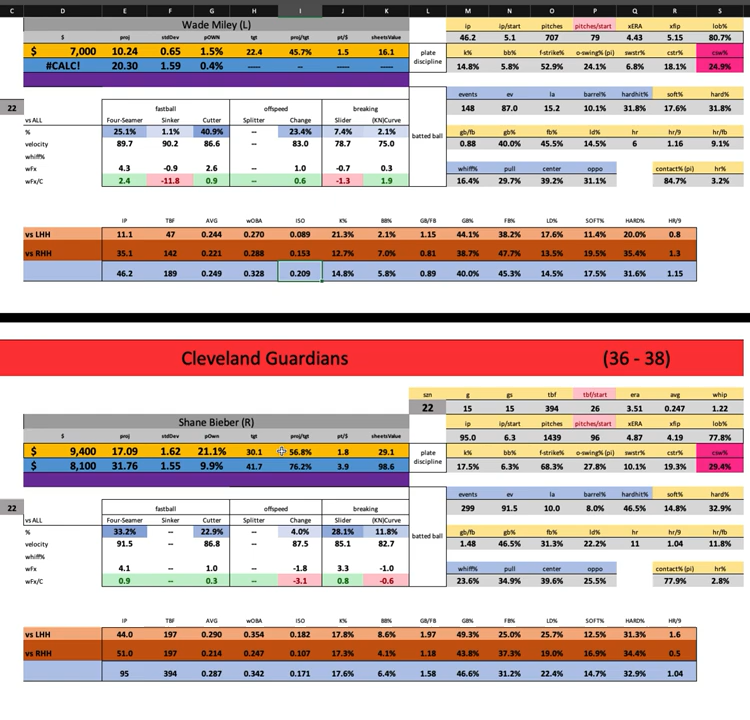 C D E F G H I J K L M N O P Q R S
Wade Miley (L) ip ip/start pitches pitches/start xERA xfip lob%
$ proj stdDev pOWN tgt proj/tgt pt/$ sheetsValue 46.2 5.1 707 79 4.43 5.15 80.7%
$ 7,000 10.24 0.65 1.5% 22.4 45.7% 1.5 16.1 plate discipline k% bb% f-strike% o-swing% (pi) swstr% cstr% csw%
#CALC! 20.30 1.59 0.4% ---- -- ---- ---- 14.8% 5.8% 52.9% 24.1% 6.8% 18.1% 24.9%
events ev la barrel% hardhit% soft% hard%
22 fastball offspeed breaking 148 87.0 15.2 10.1% 31.8% 17.6% 31.8%
vs ALL Four-Seamer Sinker Cutter Splitter Change Slider (KN)Curve
% 25.1% 1.1% 40.9% -- 23.4% 7.4% 2.1% batted ball gb/fb gb% fb% ld% hr hr/9 hr/fb
velocity 89.7 90.2 86.6 -- 83.0 78.7 75.0 0.88 40.0% 45.5% 14.5% 6 1.16 9.1%
whiff%
wFx 4.3 -0.9 2.6 1.0 -0.7 0.3 whiff% pull center oppo contact% (pi) hr%
wFx/C 2.4 -11.8 0.9 -- 0.6 -1.3 1.9 16.4% 29.7% 39.2% 31.1% 84.7% 3.2%
IP TBF AVG wOBA ISO K% BB% GB/FB GB% FB% LD% SOFT% HARD% HR/9
vs LHH 11.1 47 0.244 0.270 0.089 21.3% 2.1% 1.15 44.1% 38.2% 17.6% 11.4% 20.0% 0.8
vs RHH 35.1 142 0.221 0.288 0.153 12.7% 7.0% 0.81 38.7% 47.7% 13.5% 19.5% 35.4% 1.3
46.2 189 0.249 0.328 0.209 14.8% 5.8% 0.89 40.0% 45.3% 14.5% 17.5% 31.6% 1.15
Cleveland Guardians (36 - 38)
szn g gs tbf tbf/start era avg whip
22 15 15 394 26 3.51 0.247 1.22
Shane Bieber (R) ip ip/start pitches pitches/start xERA xfip lob%
$ proj stdDev pOwn tgt proj/tgt pt/$ sheetsValue 95.0 6.3 1439 96 4.87 4.19 77.8%
$ 9,400 17.09 1.62 21.1% 30.1 56.8% 1.8 29.1 plate discipline k% bb% f-strike% o-swing% (pi) swstr% cstr% csw%
$ 8,100 31.76 1.55 9.9% 41.7 76.2% 3.9 98.6 17.5% 6.3% 68.3% 27.8% 10.1% 19.3% 29.4%
events ev la barrel% hardhit% soft% hard%
22 fastball offspeed breaking 299 91.5 10.0 8.0% 46.5% 14.8% 32.9%
vs ALL Four-Seamer Sinker Cutter Splitter Change Slider (KN)Curve
% 33.2% -- 22.9% -- 4.0% 28.1% 11.8% batted ball gb/fb gb% fb% ld% hr hr/9 hr/fb
velocity 91.5 -- 86.8 -- 87.5 85.1 82.7 1.48 46.5% 31.3% 22.2% 11 1.04 11.8%
whiff%
wFx 4.1 1.0 -1.8 3.3 -1.0 whiff% pull center oppo contact% (pi) hr%
wFx/C 0.9 -- 0.3 -- -3.1 0.8 -0.6 23.6% 34.9% 39.6% 25.5% 77.9% 2.8%
IP TBF AVG wOBA ISO K% BB% GB/FB GB% FB% LD% SOFT% HARD% HR/9
vs LHH 44.0 197 0.290 0.354 0.182 17.8% 8.6% 1.97 49.3% 25.0% 25.7% 12.5% 31.3% 1.6
vs RHH 51.0 197 0.214 0.247 0.107 17.3% 4.1% 1.18 43.8% 37.3% 19.0% 16.9% 34.4% 0.5
95 394 0.287 0.342 0.171 17.6% 6.4% 1.58 46.6% 31.2% 22.4% 14.7% 32.9% 1.04